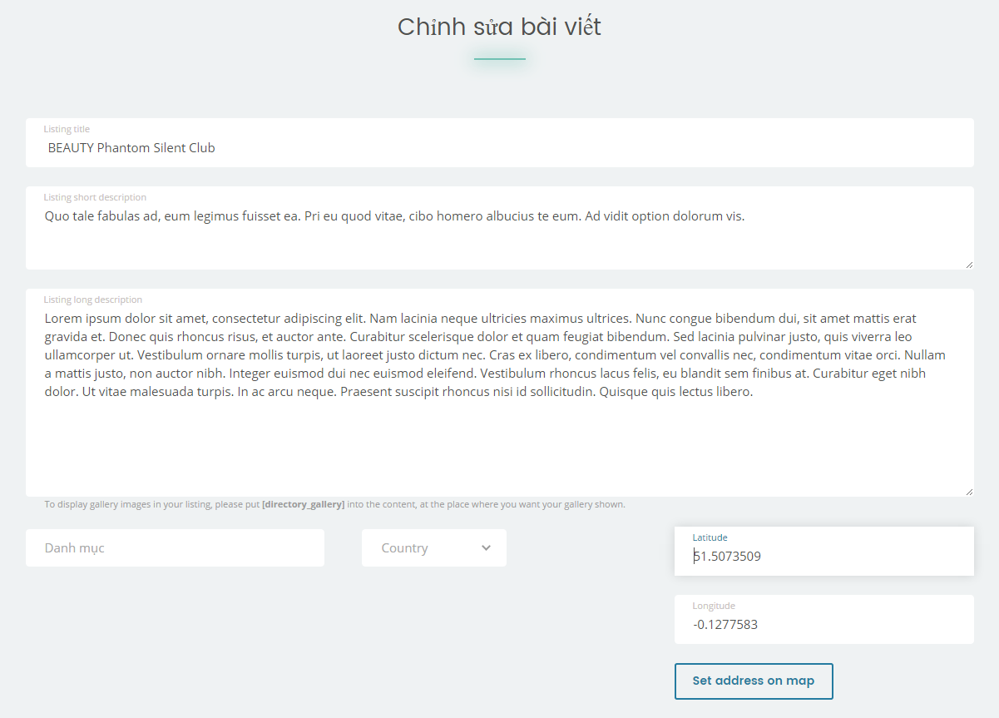 Chỉnh sửa bài viết
Listing title
BEAUTY Phantom Silent Club
Listing short description
Quo tale fabulas ad, eum legimus fuisset ea. Pri eu quod vitae, cibo homero albucius te eum. Ad vidit option dolorum vis.
Listing long description
Lorem ipsum dolor sit amet, consectetur adipiscing elit. Nam lacinia neque ultricies maximus ultrices. Nunc congue bibendum dui, sit amet mattis erat
gravida et. Donec quis rhoncus risus, et auctor ante. Curabitur scelerisque dolor et quam feugiat bibendum. Sed lacinia pulvinar justo, quis viverra leo
ullamcorper ut. Vestibulum ornare mollis turpis, ut laoreet justo dictum nec. Cras ex libero, condimentum vel convallis nec, condimentum vitae orci. Nullam
a mattis justo, non auctor nibh. Integer euismod dui nec euismod eleifend. Vestibulum rhoncus lacus felis, eu blandit sem finibus at. Curabitur eget nibh
dolor. Ut vitae malesuada turpis. In ac arcu neque. Praesent suscipit rhoncus nisi id sollicitudin. Quisque quis lectus libero.
To display gallery images in your listing, please put [directory_gallery] into the content, at the place where you want your gallery shown.
Danh mục
Country
Latitude
51.5073509
Longitude
-0.1277583
Set address on map